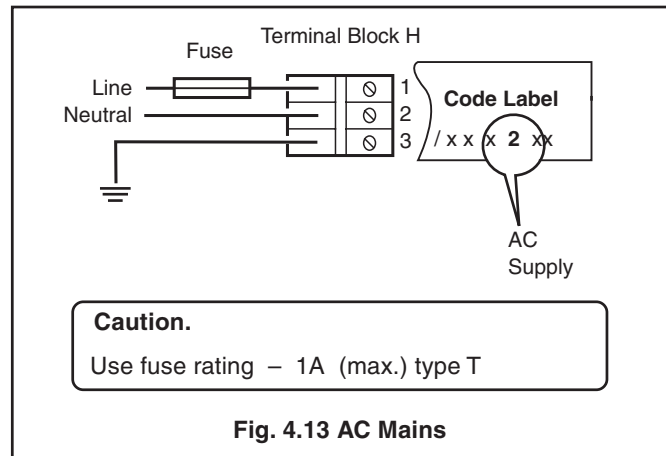 Terminal Block H
Fuse
Line
Neutral
1
2
3
Code Label
/ x x x 2 xx
AC
Supply
Caution.
Use fuse rating – 1A (max.) type T
Fig. 4.13 AC Mains